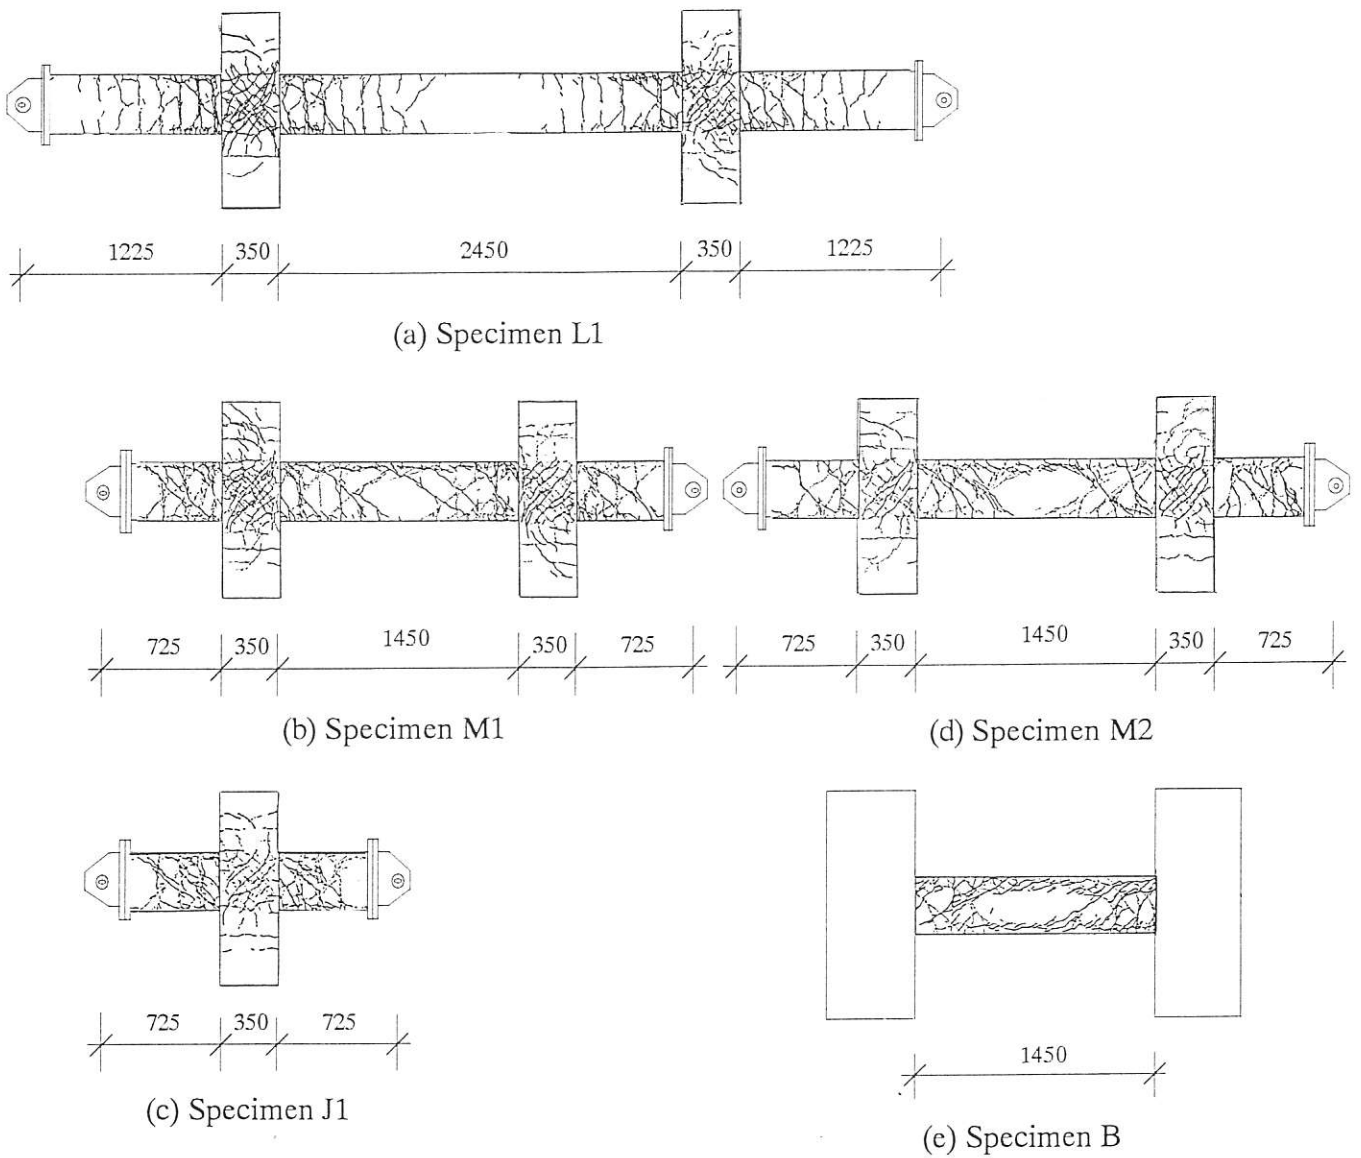 1225 350 2450 350 1225
(a) Specimen L1
725 350 1450 350 725
725 350 1450 350 725
(b) Specimen M1
(d) Specimen M2
725 350 725
1450
(c) Specimen J1
(e) Specimen B